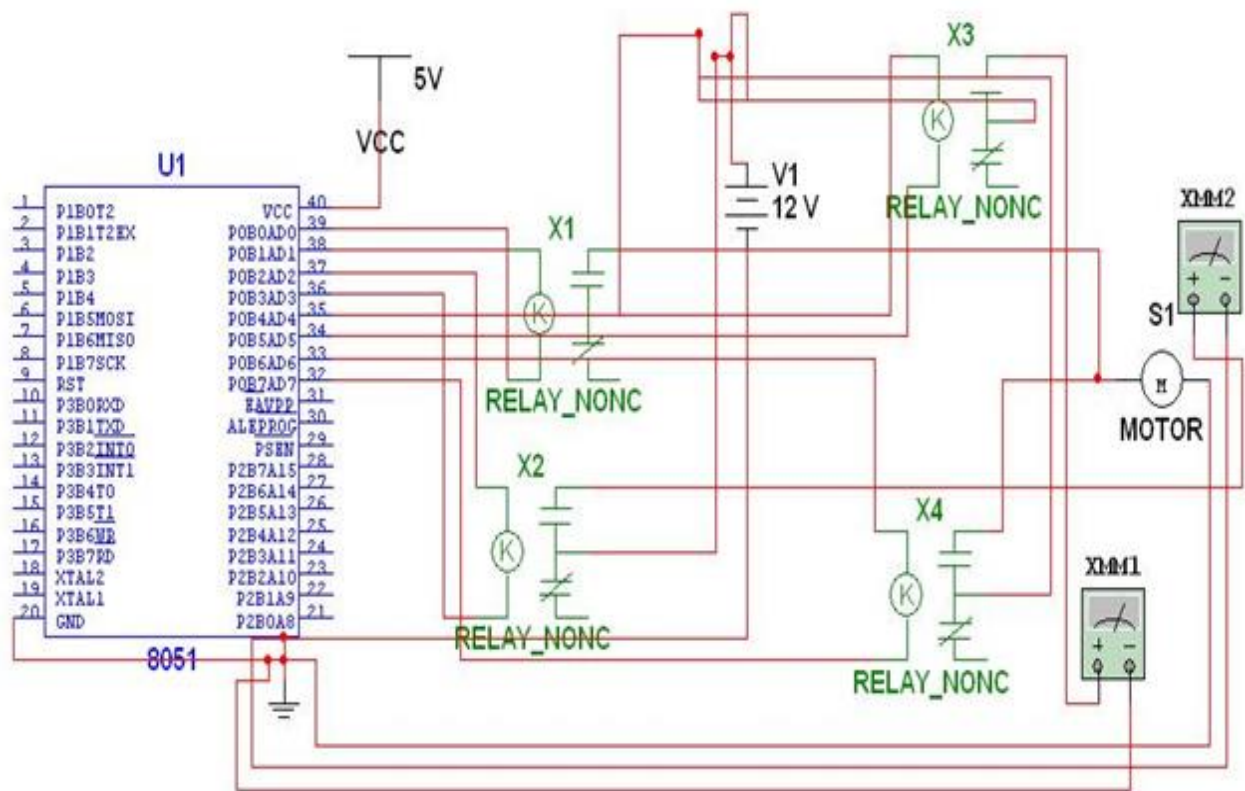 5V
VCC
U1
1 P1B0T2 VCC 40
2 P1B1T2EX P0B0AD0 39
3 P1B2 P0B1AD1 38
4 P1B3 P0B2AD2 37
5 P1B4 P0B3AD3 36
6 P1B5MOSI P0B4AD4 35
7 P1B6MISO P0B5AD5 34
8 P1B7SCK P0B6AD6 33
9 RST P0B7AD7 32
10 P3B0RXD EAVPP 31
11 P3B1TXD ALEPROG 30
12 P3B2INT0 PSEN 29
13 P3B3INT1 P2B7A15 28
14 P3B4T0 P2B6A14 27
15 P3B5T1 P2B5A13 26
16 P3B6WR P2B4A12 25
17 P3B7RD P2B3A11 24
18 XTAL2 P2B2A10 23
19 XTAL1 P2B1A9 22
20 GND P2B0A8 21
8051
X1
K
RELAY_NONC
X2
K
RELAY_NONC
V1
12 V
X3
K
RELAY_NONC
X4
K
RELAY_NONC
XMM2
+ −
S1
M
MOTOR
XMM1
+ −